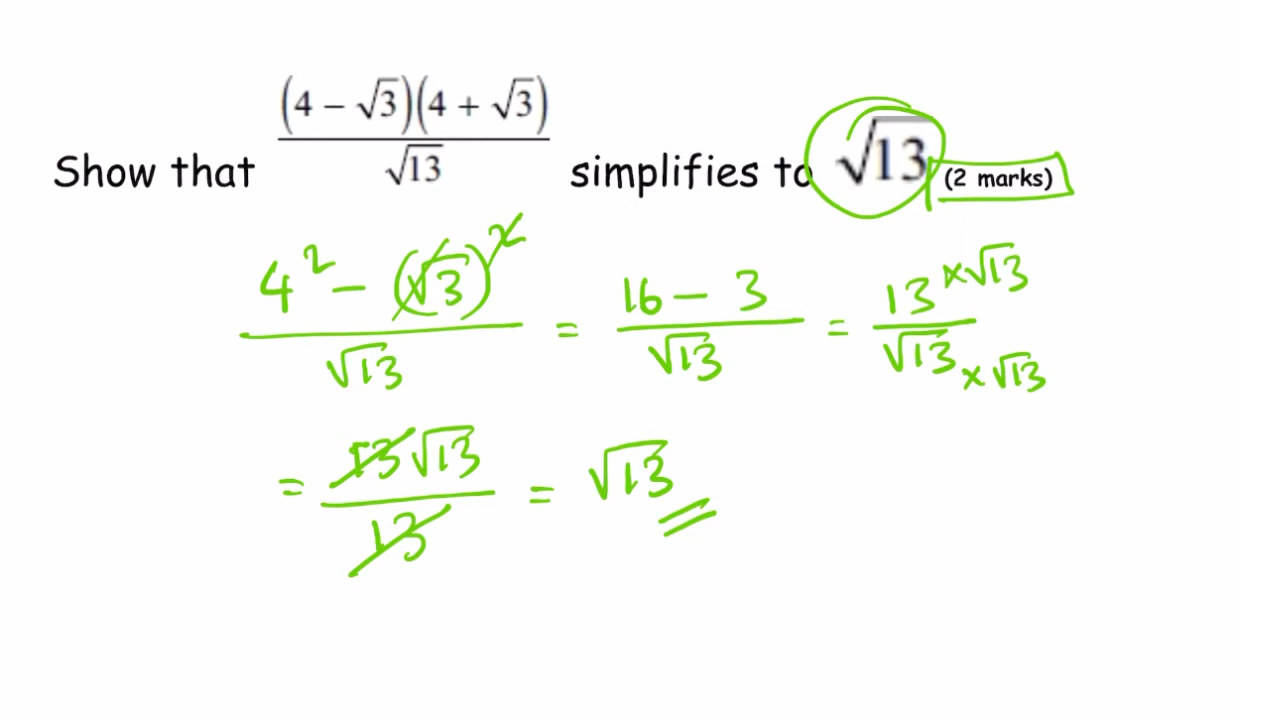 Show that (4 − √3)(4 + √3) / √13 simplifies to √13 (2 marks)
4² − (√3)² / √13 = 16 − 3 / √13 = 13 × √13 / √13 × √13
= 13√13 / 13 = √13